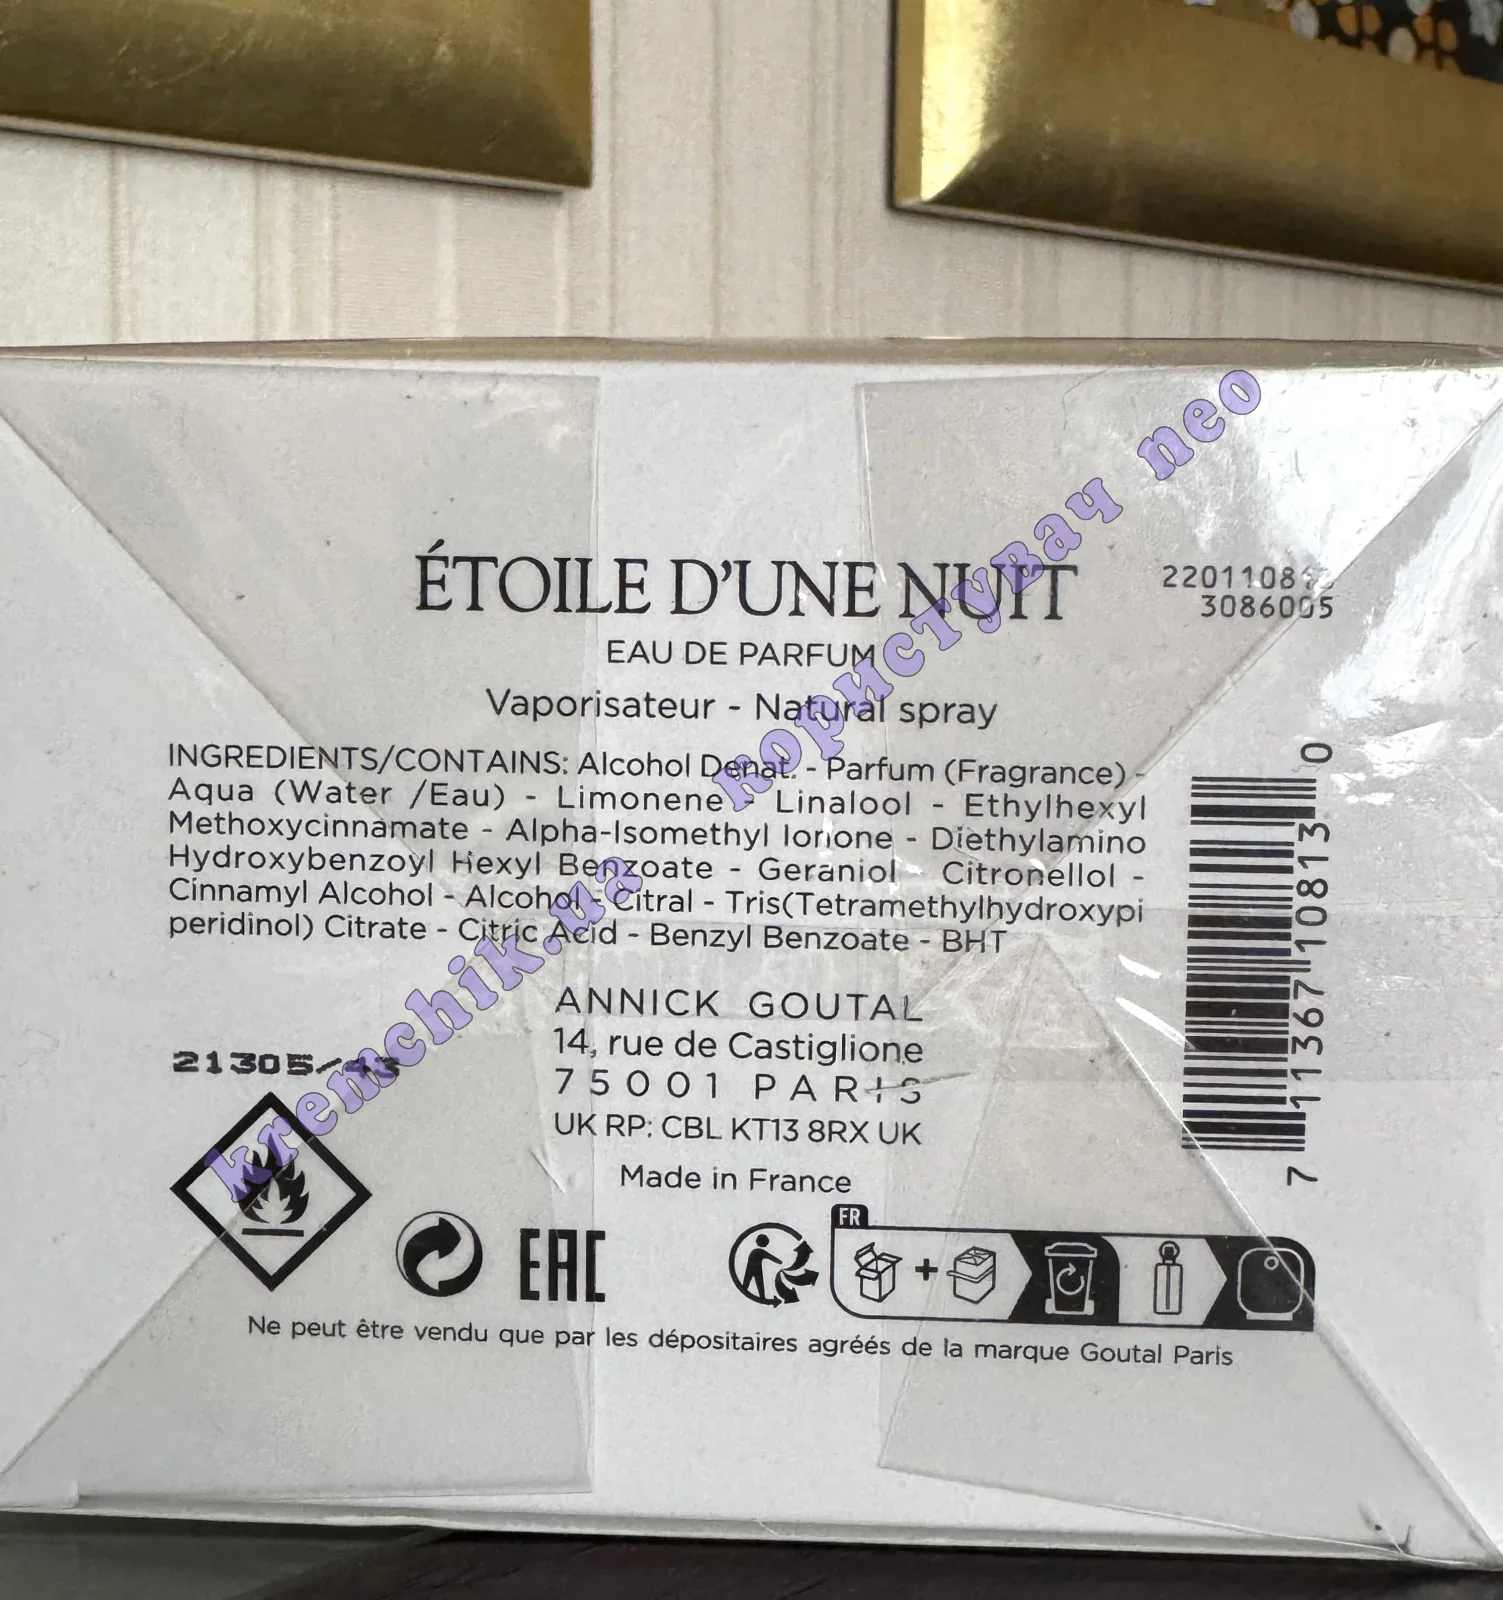 ÉTOILE D'UNE NUIT
EAU DE PARFUM
Vaporisateur - Natural spray
3086005
INGREDIENTS/CONTAINS: Alcohol Denat. - Parfum (Fragrance) -
Aqua (Water /Eau) - Limonene - Linalool - Ethylhexyl
Methoxycinnamate - Alpha-Isomethyl Ionone - Diethylamino
Hydroxybenzoyl Hexyl Benzoate - Geraniol - Citronellol -
Cinnamyl Alcohol - Alcohol - Citral - Tris(Tetramethylhydroxypi
peridinol) Citrate - Citric Acid - Benzyl Benzoate - BHT
ANNICK GOUTAL
14, rue de Castiglione
75001 PARIS
UK RP: CBL KT13 8RX UK
Made in France
7 11367 10813 0
EAC
FR
+
Ne peut être vendu que par les dépositaires agréés de la marque Goutal Paris
kremchik.ua користувач neo